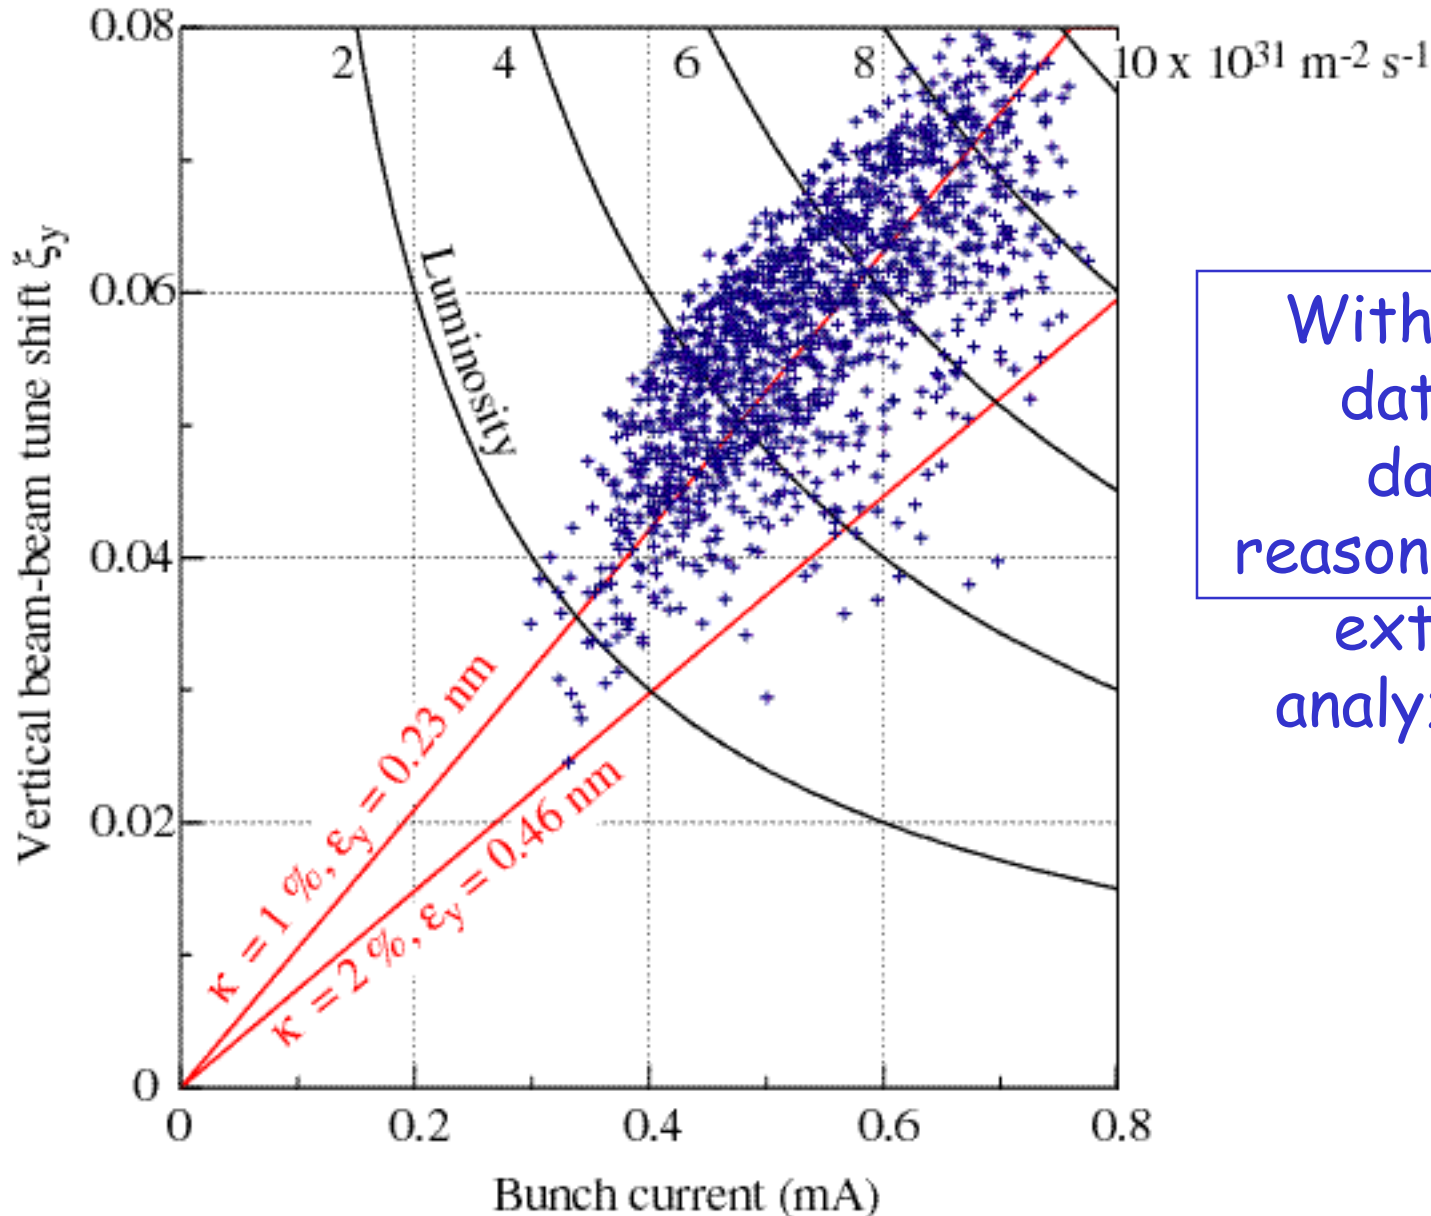 0.08
2
4
6
8
10 x 10³¹ m⁻² s⁻¹
Vertical beam-beam tune shift ξy
Luminosity
0.06
0.04
0.02
0
κ = 1 %, εy = 0.23 nm
κ = 2 %, εy = 0.46 nm
0
0.2
0.4
0.6
0.8
Bunch current (mA)
With
dat
da
reason
ext
analy